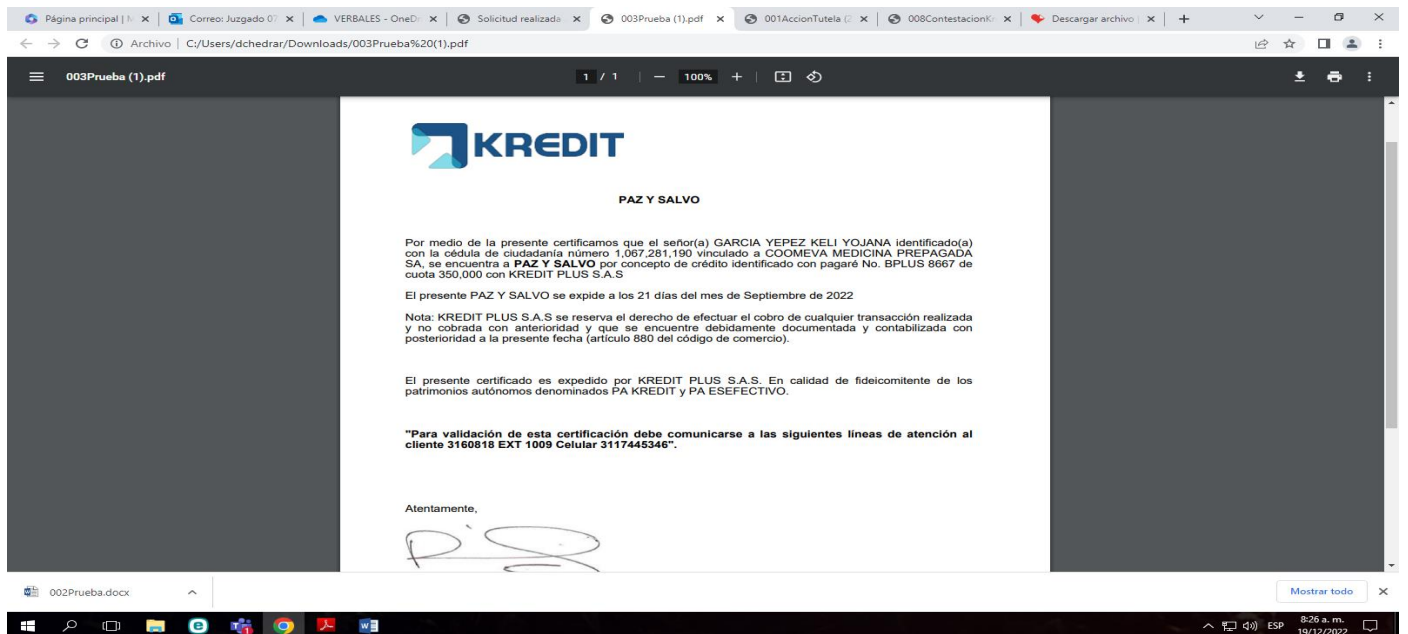 Página principal | M
Correo: Juzgado 07
VERBALES - OneDr
Solicitud realizada
003Prueba (1).pdf
001AccionTutela (2
008ContestacionKr
Descargar archivo |
Archivo | C:/Users/dchedrar/Downloads/003Prueba%20(1).pdf
003Prueba (1).pdf
1 / 1 | — 100% + |
KREDIT
PAZ Y SALVO
Por medio de la presente certificamos que el señor(a) GARCIA YEPEZ KELI YOJANA identificado(a)
con la cédula de ciudadanía número 1,067,281,190 vinculado a COOMEVA MEDICINA PREPAGADA
SA, se encuentra a PAZ Y SALVO por concepto de crédito identificado con pagaré No. BPLUS 8667 de
cuota 350,000 con KREDIT PLUS S.A.S
El presente PAZ Y SALVO se expide a los 21 días del mes de Septiembre de 2022
Nota: KREDIT PLUS S.A.S se reserva el derecho de efectuar el cobro de cualquier transacción realizada
y no cobrada con anterioridad y que se encuentre debidamente documentada y contabilizada con
posterioridad a la presente fecha (artículo 880 del código de comercio).
El presente certificado es expedido por KREDIT PLUS S.A.S. En calidad de fideicomitente de los
patrimonios autónomos denominados PA KREDIT y PA ESEFECTIVO.
"Para validación de esta certificación debe comunicarse a las siguientes líneas de atención al
cliente 3160818 EXT 1009 Celular 3117445346".
Atentamente,
002Prueba.docx
Mostrar todo
ESP
8:26 a. m.
19/12/2022